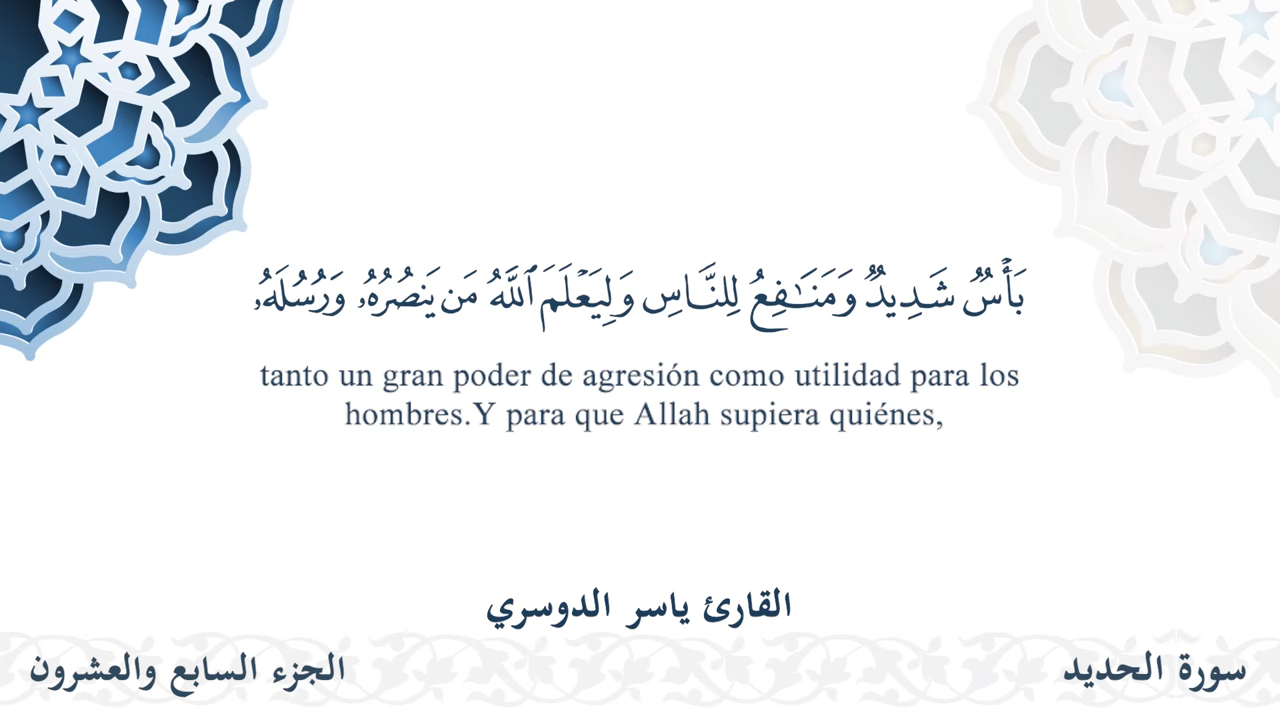 بَأْسٌ شَدِيدٌ وَمَنَـٰفِعُ لِلنَّاسِ وَلِيَعْلَمَ ٱللَّهُ مَن يَنصُرُهُۥ وَرُسُلَهُۥ
tanto un gran poder de agresión como utilidad para los
hombres.Y para que Allah supiera quiénes,
القارئ ياسر الدوسري
سورة الحديد
الجزء السابع والعشرون